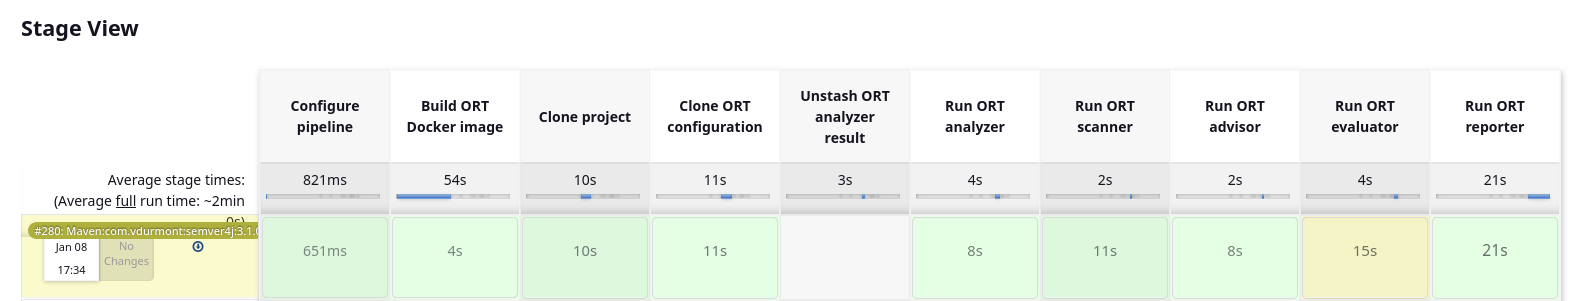 Stage View
Configure
pipeline
Build ORT
Docker image
Clone project
Clone ORT
configuration
Unstash ORT
analyzer
result
Run ORT
analyzer
Run ORT
scanner
Run ORT
advisor
Run ORT
evaluator
Run ORT
reporter
Average stage times:
(Average full run time: ~2min
0s)
821ms
54s
10s
11s
3s
4s
2s
2s
4s
21s
#280: Maven:com.vdurmont:semver4j:3.1.0
Jan 08
17:34
No
Changes
651ms
4s
10s
11s
8s
11s
8s
15s
21s